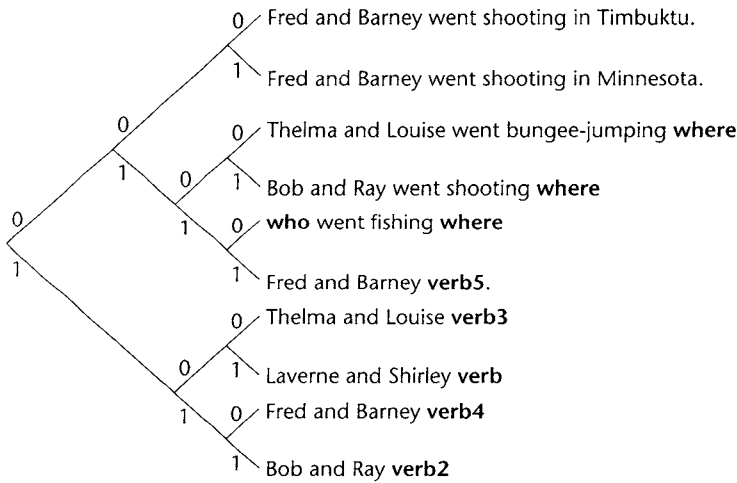 0
Fred and Barney went shooting in Timbuktu.
1
Fred and Barney went shooting in Minnesota.
0
0
Thelma and Louise went bungee-jumping where
1
0
1
Bob and Ray went shooting where
0
1
0
who went fishing where
1
1
Fred and Barney verb5.
0
Thelma and Louise verb3
0
1
Laverne and Shirley verb
1
0
Fred and Barney verb4
1
Bob and Ray verb2